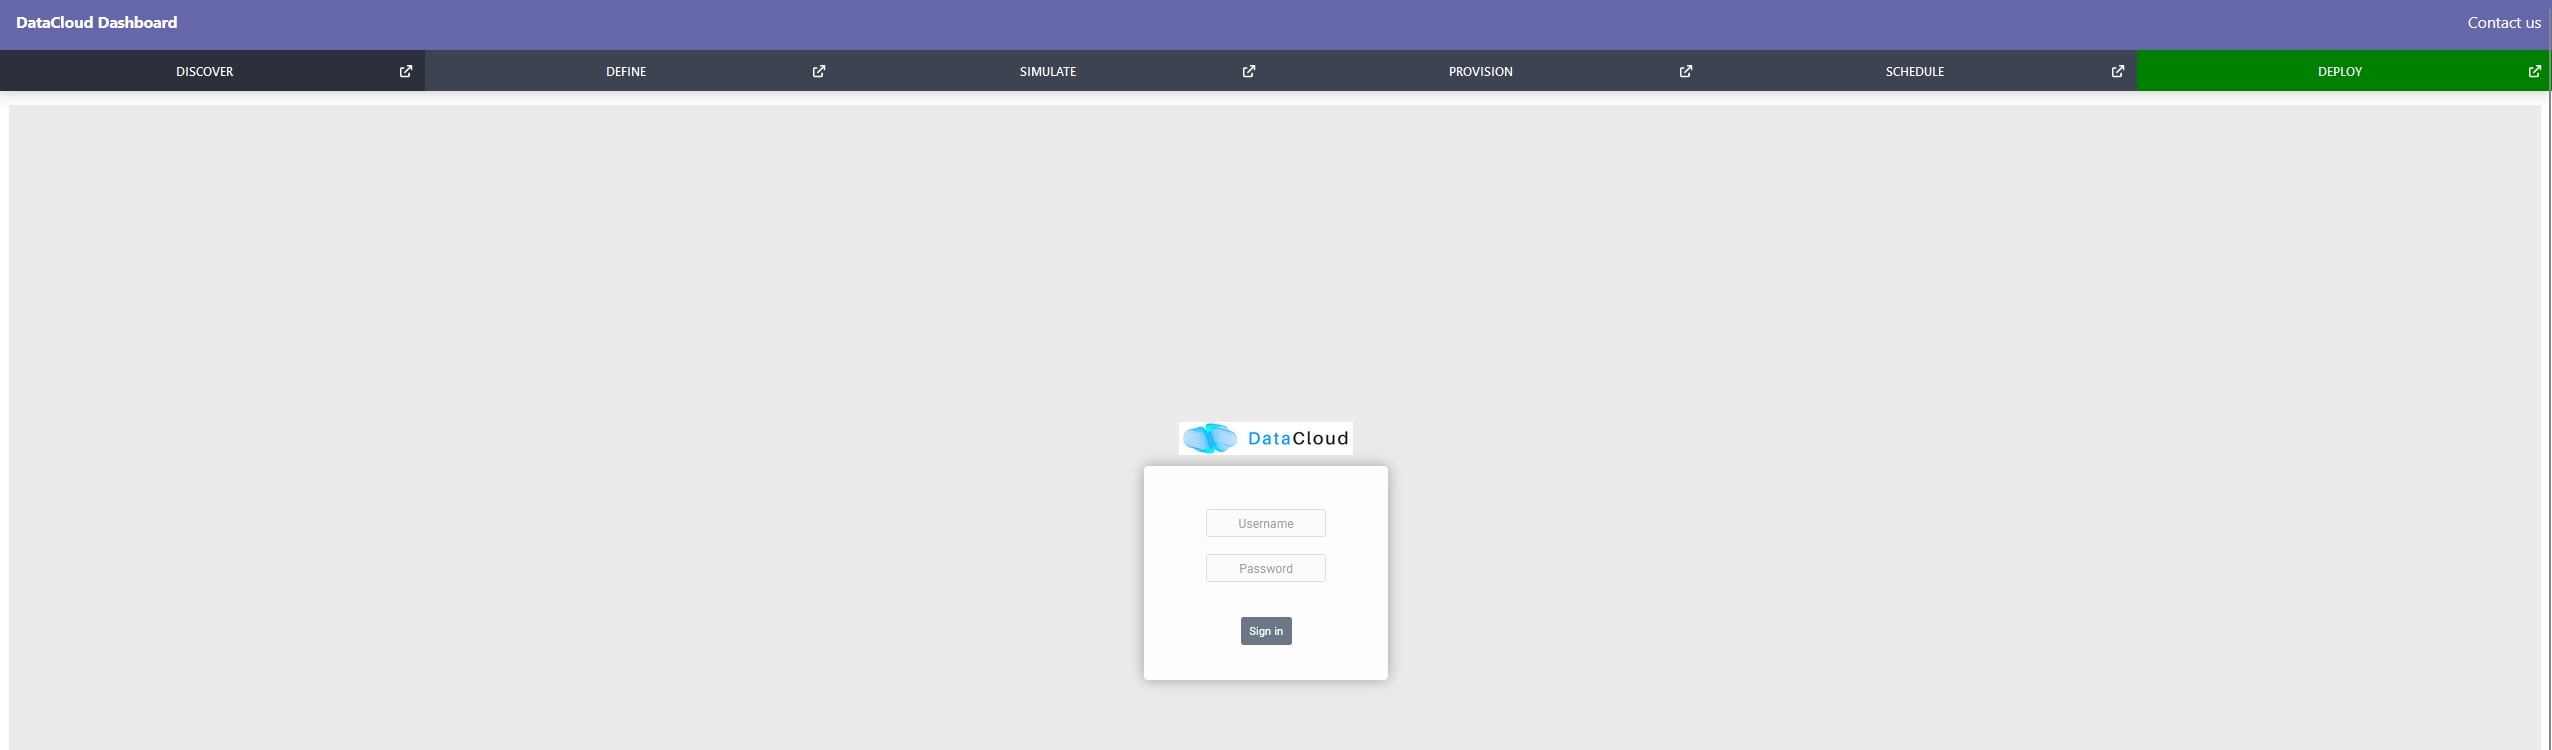 DataCloud Dashboard
Contact us
DISCOVER
DEFINE
SIMULATE
PROVISION
SCHEDULE
DEPLOY
DataCloud
Username
Password
Sign in